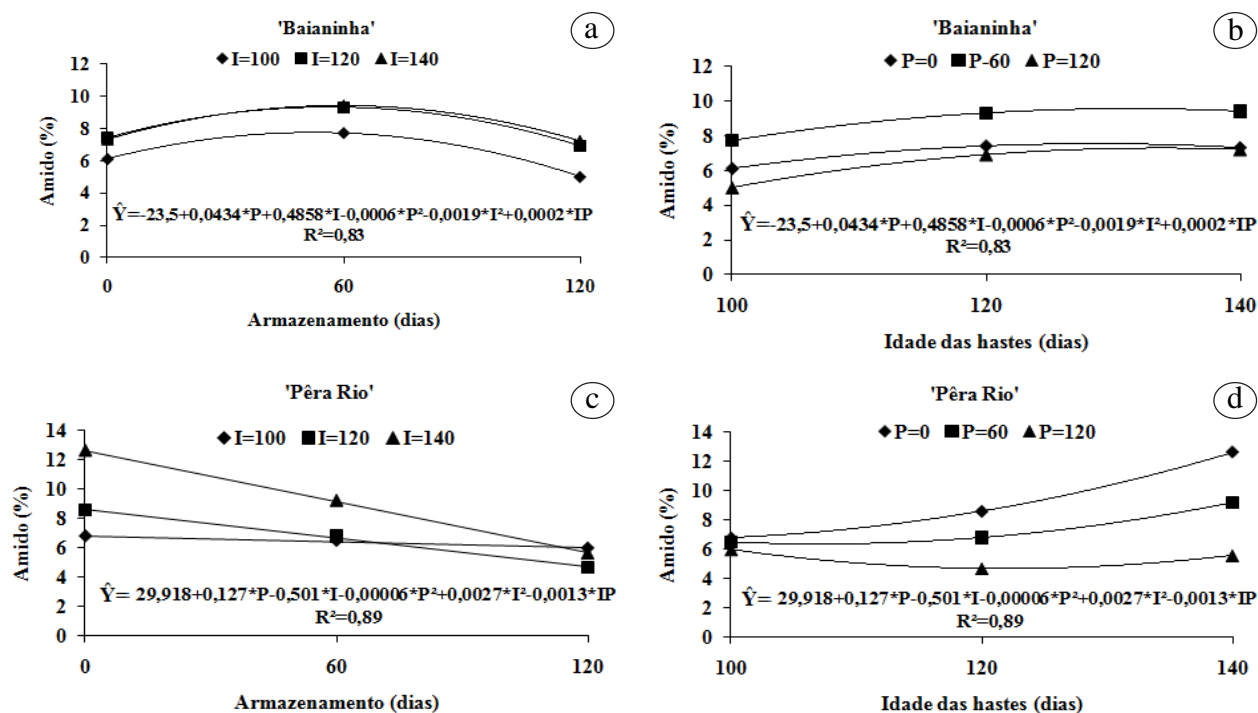 'Baianinha'
a
I=100 I=120 I=140
Amido (%)
12
10
8
6
4
2
0
Ŷ=-23,5+0,0434*P+0,4858*I-0,0006*P²-0,0019*I²+0,0002*IP
R²=0,83
0 60 120
Armazenamento (dias)
'Baianinha'
b
P=0 P-60 P=120
Amido (%)
12
10
8
6
4
2
0
Ŷ=-23,5+0,0434*P+0,4858*I-0,0006*P²-0,0019*I²+0,0002*IP
R²=0,83
100 120 140
Idade das hastes (dias)
'Pêra Rio'
c
I=100 I=120 I=140
Amido (%)
14
12
10
8
6
4
2
0
Ŷ= 29,918+0,127*P-0,501*I-0,00006*P²+0,0027*I²-0,0013*IP
R²=0,89
0 60 120
Armazenamento (dias)
'Pêra Rio'
d
P=0 P=60 P=120
Amido (%)
14
12
10
8
6
4
2
0
Ŷ= 29,918+0,127*P-0,501*I-0,00006*P²+0,0027*I²-0,0013*IP
R²=0,89
100 120 140
Idade das hastes (dias)